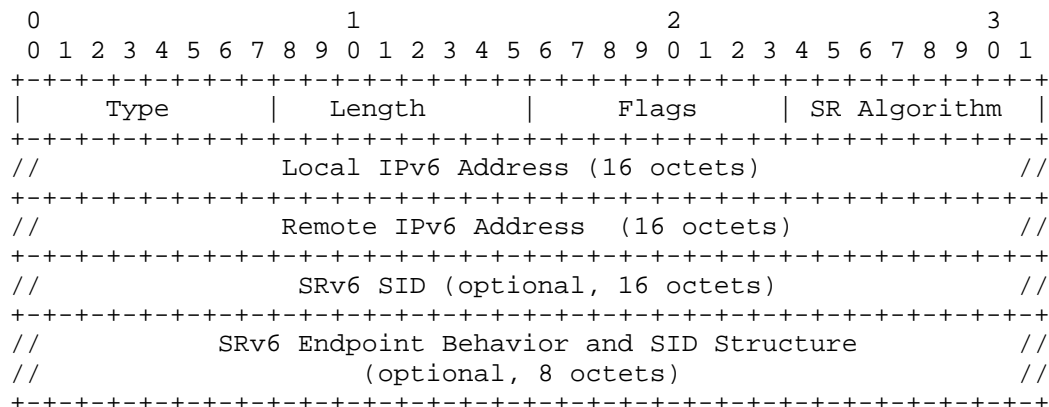 0                   1                   2                   3
 0 1 2 3 4 5 6 7 8 9 0 1 2 3 4 5 6 7 8 9 0 1 2 3 4 5 6 7 8 9 0 1
+-+-+-+-+-+-+-+-+-+-+-+-+-+-+-+-+-+-+-+-+-+-+-+-+-+-+-+-+-+-+-+-+
|     Type      |   Length      |     Flags     | SR Algorithm  |
+-+-+-+-+-+-+-+-+-+-+-+-+-+-+-+-+-+-+-+-+-+-+-+-+-+-+-+-+-+-+-+-+
//               Local IPv6 Address (16 octets)                //
+-+-+-+-+-+-+-+-+-+-+-+-+-+-+-+-+-+-+-+-+-+-+-+-+-+-+-+-+-+-+-+-+
//               Remote IPv6 Address  (16 octets)              //
+-+-+-+-+-+-+-+-+-+-+-+-+-+-+-+-+-+-+-+-+-+-+-+-+-+-+-+-+-+-+-+-+
//                SRv6 SID (optional, 16 octets)               //
+-+-+-+-+-+-+-+-+-+-+-+-+-+-+-+-+-+-+-+-+-+-+-+-+-+-+-+-+-+-+-+-+
//           SRv6 Endpoint Behavior and SID Structure          //
//                    (optional, 8 octets)                     //
+-+-+-+-+-+-+-+-+-+-+-+-+-+-+-+-+-+-+-+-+-+-+-+-+-+-+-+-+-+-+-+-+